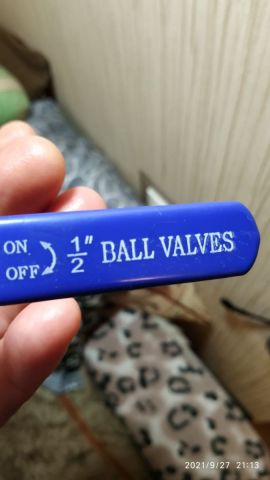 ON
OFF
1/2" BALL VALVES
2021/9/27 21:13